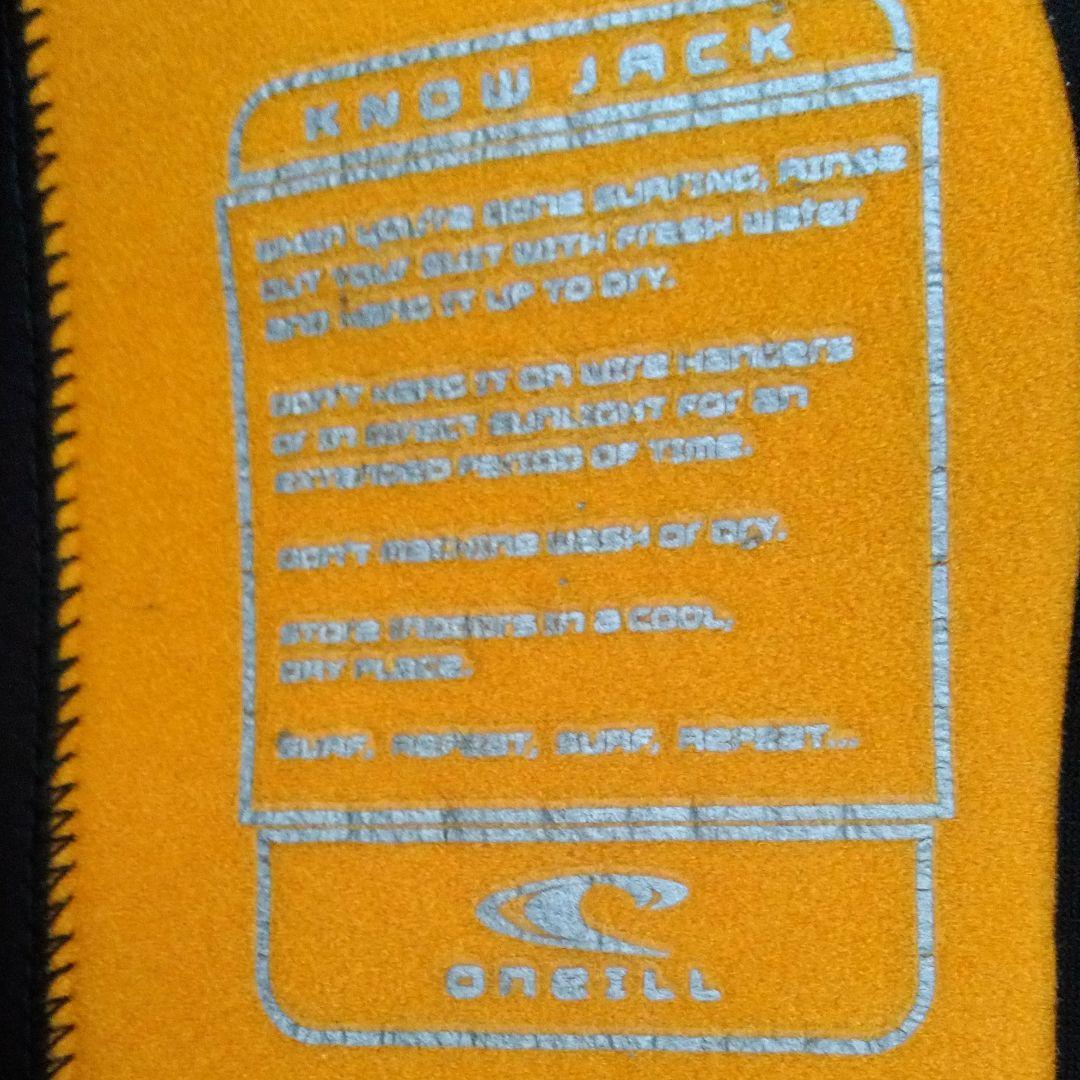 KNOW JACK
WHEN YOU'RE DONE SURFING, RINSE
OUT YOUR SUIT WITH FRESH WATER
AND HANG IT UP TO DRY.
DON'T HANG IT ON WIRE HANGERS
OR IN DIRECT SUNLIGHT FOR AN
EXTENDED PERIOD OF TIME.
DON'T MACHINE WASH OR DRY.
STORE INDOORS IN A COOL,
DRY PLACE.
SURF, REPEAT, SURF, REPEAT...
ONEILL